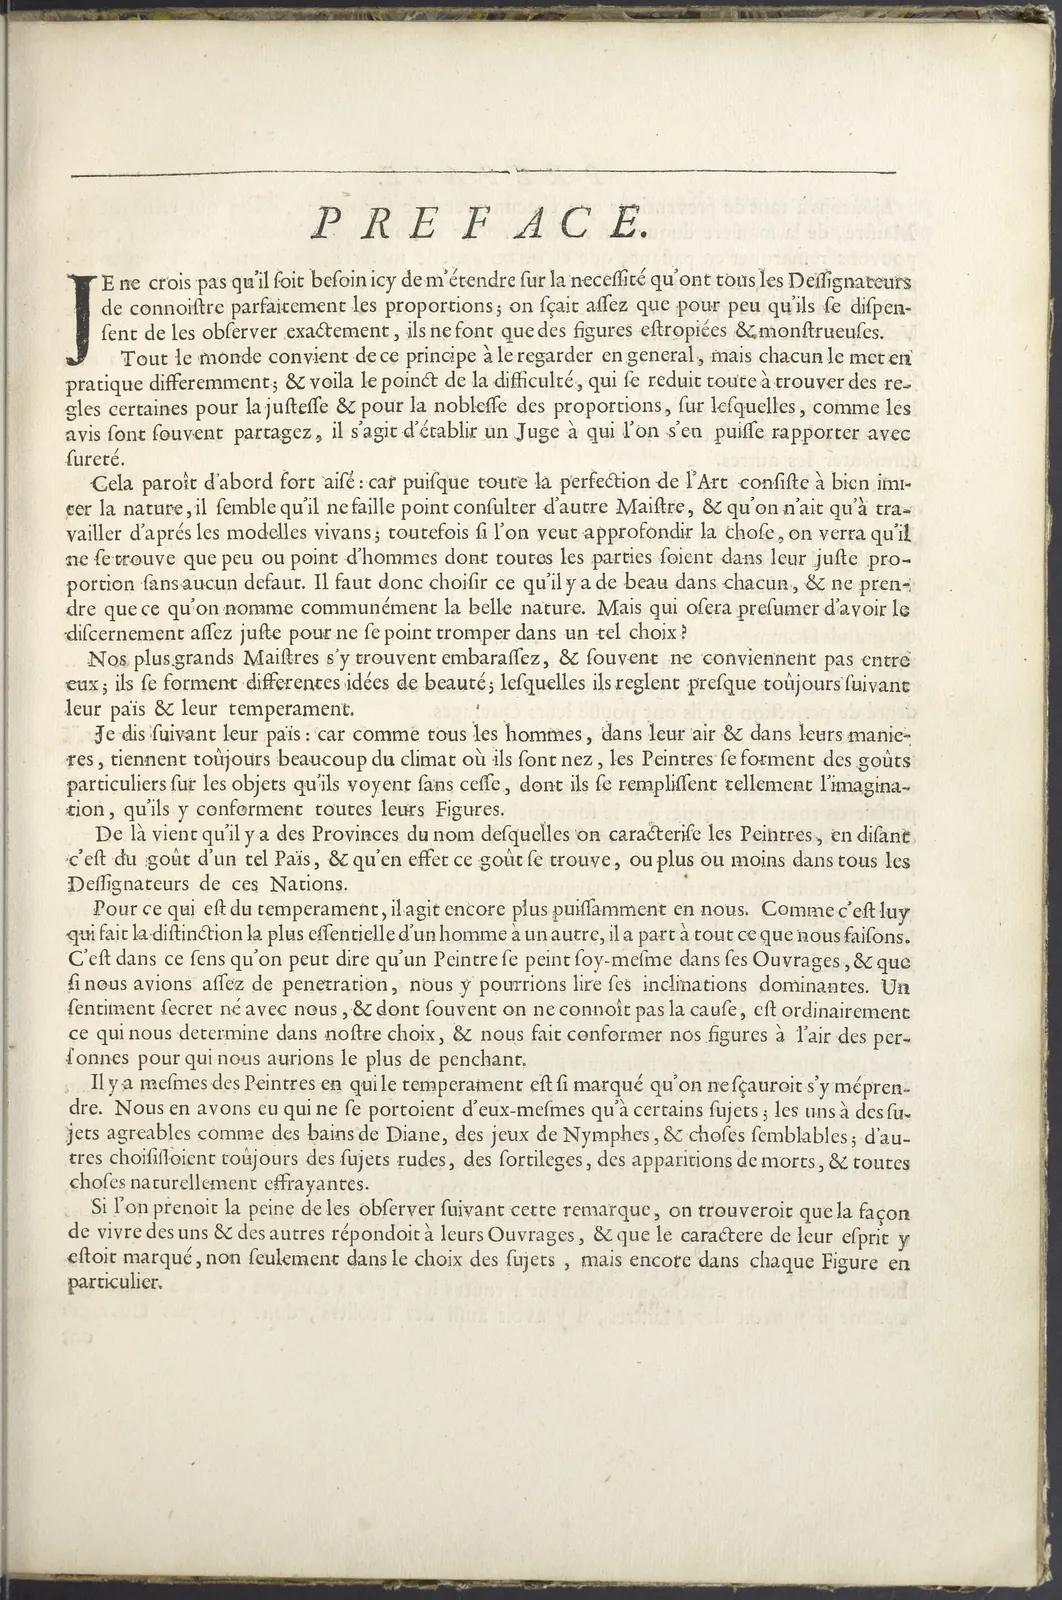 PREFACE.
JE ne crois pas qu'il ſoit beſoin icy de m'étendre ſur la neceſſité qu'ont tous les Deſſignateurs
de connoiſtre parfaitement les proportions; on ſçait aſſez que pour peu qu'ils ſe diſpen-
ſent de les obſerver exactement, ils ne font que des figures eſtropiées & monſtrueuſes.
Tout le monde convient de ce principe à le regarder en general, mais chacun le met en
pratique differemment; & voila le poinct de la difficulté, qui ſe reduit toute à trouver des re-
gles certaines pour la juſteſſe & pour la nobleſſe des proportions, ſur leſquelles, comme les
avis ſont ſouvent partagez, il s'agit d'établir un Juge à qui l'on s'en puiſſe rapporter avec
ſureté.
Cela paroît d'abord fort aiſé: car puiſque toute la perfection de l'Art conſiſte à bien imi-
ter la nature, il ſemble qu'il ne faille point conſulter d'autre Maiſtre, & qu'on n'ait qu'à tra-
vailler d'aprés les modelles vivans; toutefois ſi l'on veut approfondir la choſe, on verra qu'il
ne ſe trouve que peu ou point d'hommes dont toutes les parties ſoient dans leur juſte pro-
portion ſans aucun defaut. Il faut donc choiſir ce qu'il y a de beau dans chacun, & ne pren-
dre que ce qu'on nomme communément la belle nature. Mais qui oſera preſumer d'avoir le
diſcernement aſſez juſte pour ne ſe point tromper dans un tel choix?
Nos plus grands Maiſtres s'y trouvent embaraſſez, & ſouvent ne conviennent pas entre
eux; ils ſe forment differentes idées de beauté; leſquelles ils reglent preſque toûjours ſuivant
leur païs & leur temperament.
Je dis ſuivant leur païs: car comme tous les hommes, dans leur air & dans leurs manie-
res, tiennent toûjours beaucoup du climat où ils ſont nez, les Peintres ſe forment des goûts
particuliers ſur les objets qu'ils voyent ſans ceſſe, dont ils ſe rempliſſent tellement l'imagina-
tion, qu'ils y conforment toutes leurs Figures.
De là vient qu'il y a des Provinces du nom deſquelles on caracteriſe les Peintres, en diſant
c'eſt du goût d'un tel Païs, & qu'en effet ce goût ſe trouve, ou plus ou moins dans tous les
Deſſignateurs de ces Nations.
Pour ce qui eſt du temperament, il agit encore plus puiſſamment en nous. Comme c'eſt luy
qui fait la diſtinction la plus eſſentielle d'un homme à un autre, il a part à tout ce que nous faiſons.
C'eſt dans ce ſens qu'on peut dire qu'un Peintre ſe peint ſoy-meſme dans ſes Ouvrages, & que
ſi nous avions aſſez de penetration, nous y pourrions lire ſes inclinations dominantes. Un
ſentiment ſecret né avec nous, & dont ſouvent on ne connoît pas la cauſe, eſt ordinairement
ce qui nous determine dans noſtre choix, & nous fait conformer nos figures à l'air des per-
ſonnes pour qui nous aurions le plus de penchant.
Il y a meſmes des Peintres en qui le temperament eſt ſi marqué qu'on ne ſçauroit s'y mépren-
dre. Nous en avons eu qui ne ſe portoient d'eux-meſmes qu'à certains ſujets; les uns à des ſu-
jets agreables comme des bains de Diane, des jeux de Nymphes, & choſes ſemblables; d'au-
tres choiſiſſoient toûjours des ſujets rudes, des ſortileges, des apparitions de morts, & toutes
choſes naturellement effrayantes.
Si l'on prenoit la peine de les obſerver ſuivant cette remarque, on trouveroit que la façon
de vivre des uns & des autres répondoit à leurs Ouvrages, & que le caractere de leur eſprit y
eſtoit marqué, non ſeulement dans le choix des ſujets, mais encore dans chaque Figure en
particulier.